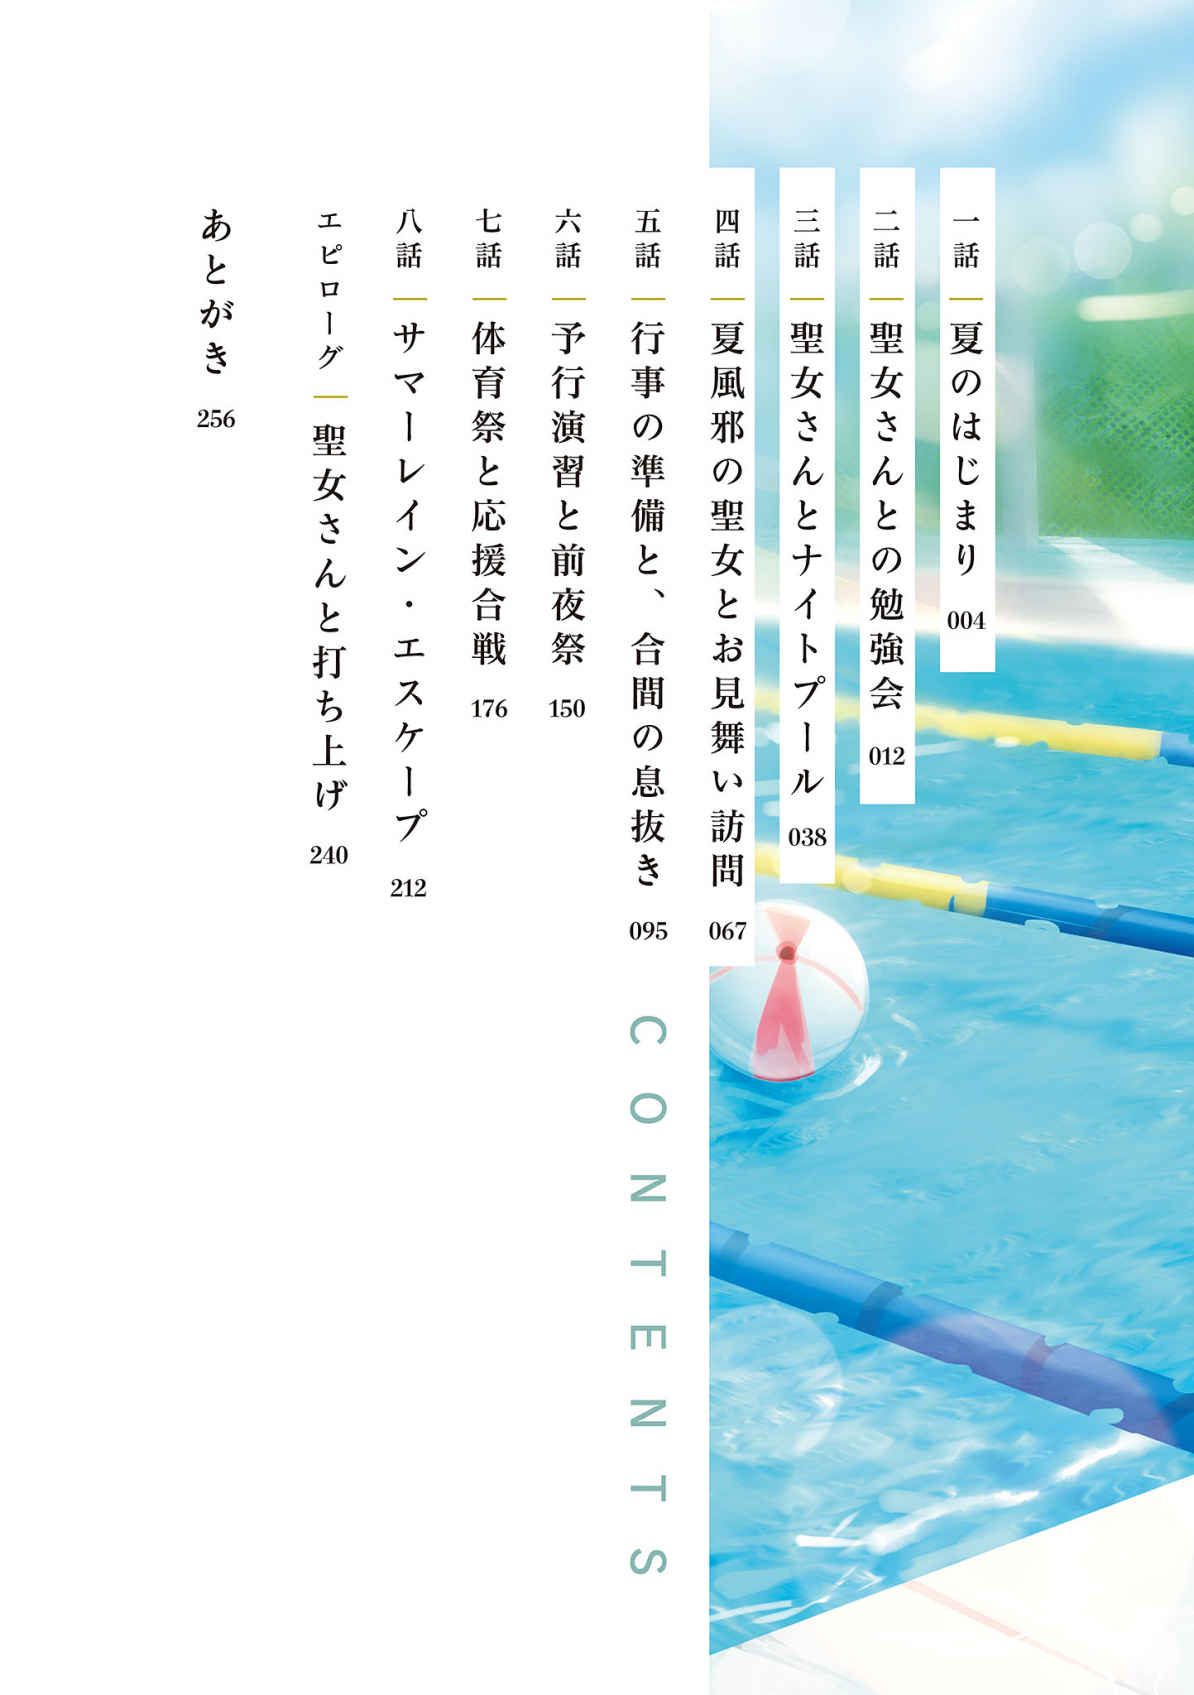 一話 夏のはじまり 004
二話 聖女さんとの勉強会 012
三話 聖女さんとナイトプール 038
四話 夏風邪の聖女とお見舞い訪問 067
五話 行事の準備と、合間の息抜き 095
六話 予行演習と前夜祭 150
七話 体育祭と応援合戦 176
八話 サマーレイン・エスケープ 212
エピローグ 聖女さんと打ち上げ 240
あとがき 256
CONTENTS